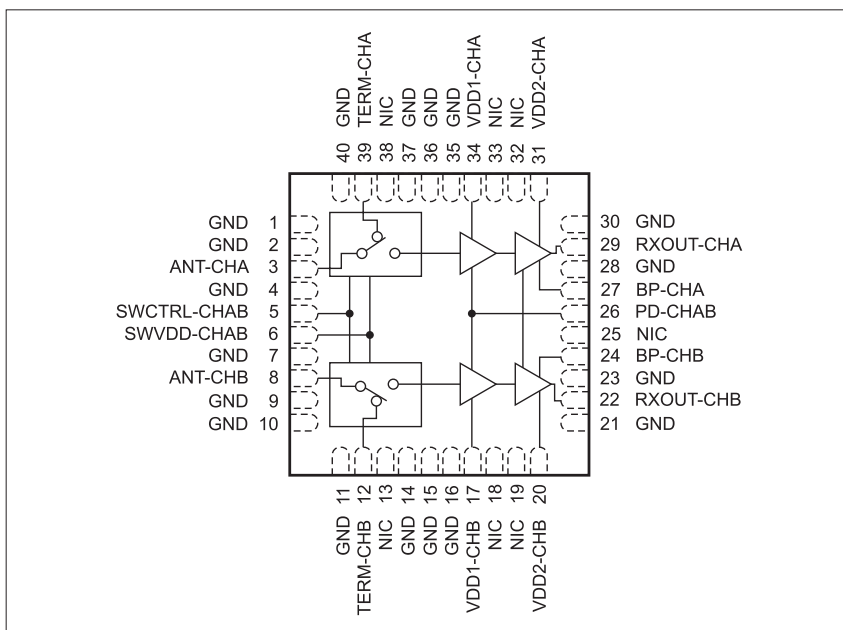 40 GND
39 TERM-CHA
38 NIC
37 GND
36 GND
35 GND
34 VDD1-CHA
33 NIC
32 NIC
31 VDD2-CHA
GND 1
GND 2
ANT-CHA 3
GND 4
SWCTRL-CHAB 5
SWVDD-CHAB 6
GND 7
ANT-CHB 8
GND 9
GND 10
30 GND
29 RXOUT-CHA
28 GND
27 BP-CHA
26 PD-CHAB
25 NIC
24 BP-CHB
23 GND
22 RXOUT-CHB
21 GND
GND 11
TERM-CHB 12
NIC 13
GND 14
GND 15
GND 16
VDD1-CHB 17
NIC 18
NIC 19
VDD2-CHB 20